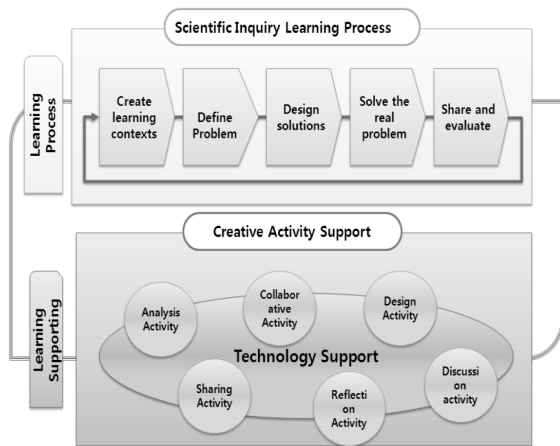 Scientific Inquiry Learning Process
Learning
Process
Create
learning
contexts
Define
Problem
Design
solutions
Solve the
real
problem
Share and
evaluate
Creative Activity Support
Learning
Supporting
Analysis
Activity
Collabor
ative
Activity
Design
Activity
Technology Support
Sharing
Activity
Reflecti
on Activity
Discussi
on
activity